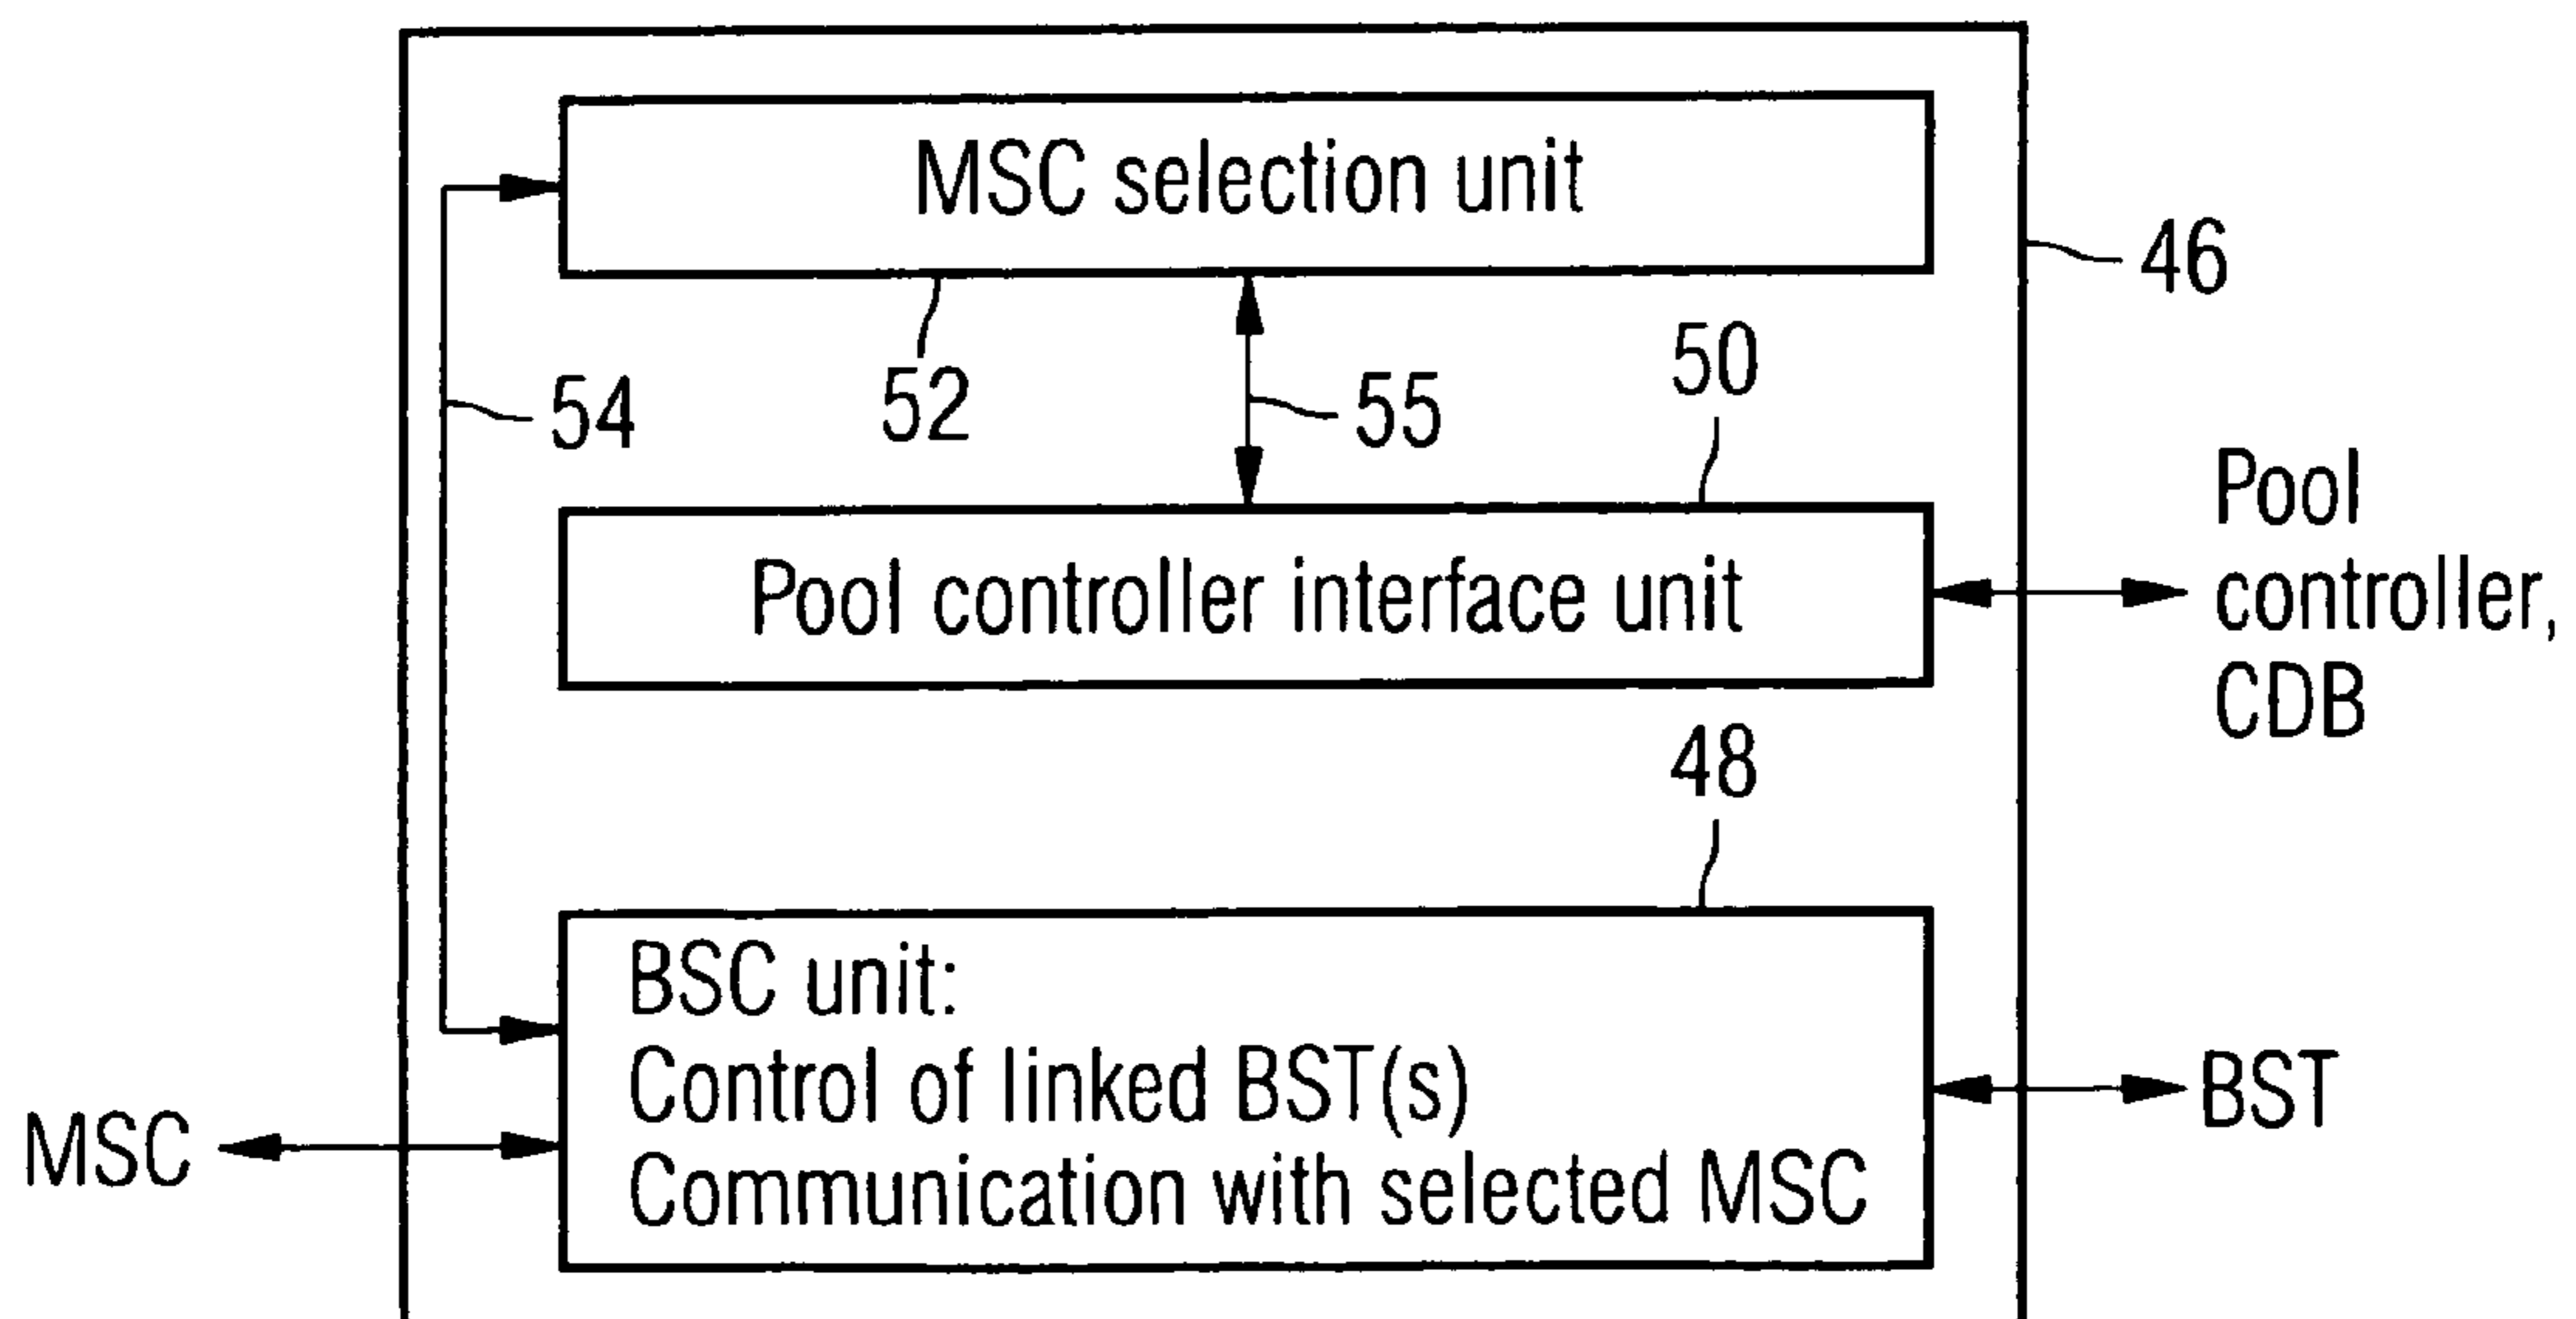 MSC selection unit
46
52
54
55
50
Pool controller interface unit
Pool
controller,
CDB
48
BSC unit:
Control of linked BST(s)
Communication with selected MSC
MSC
BST